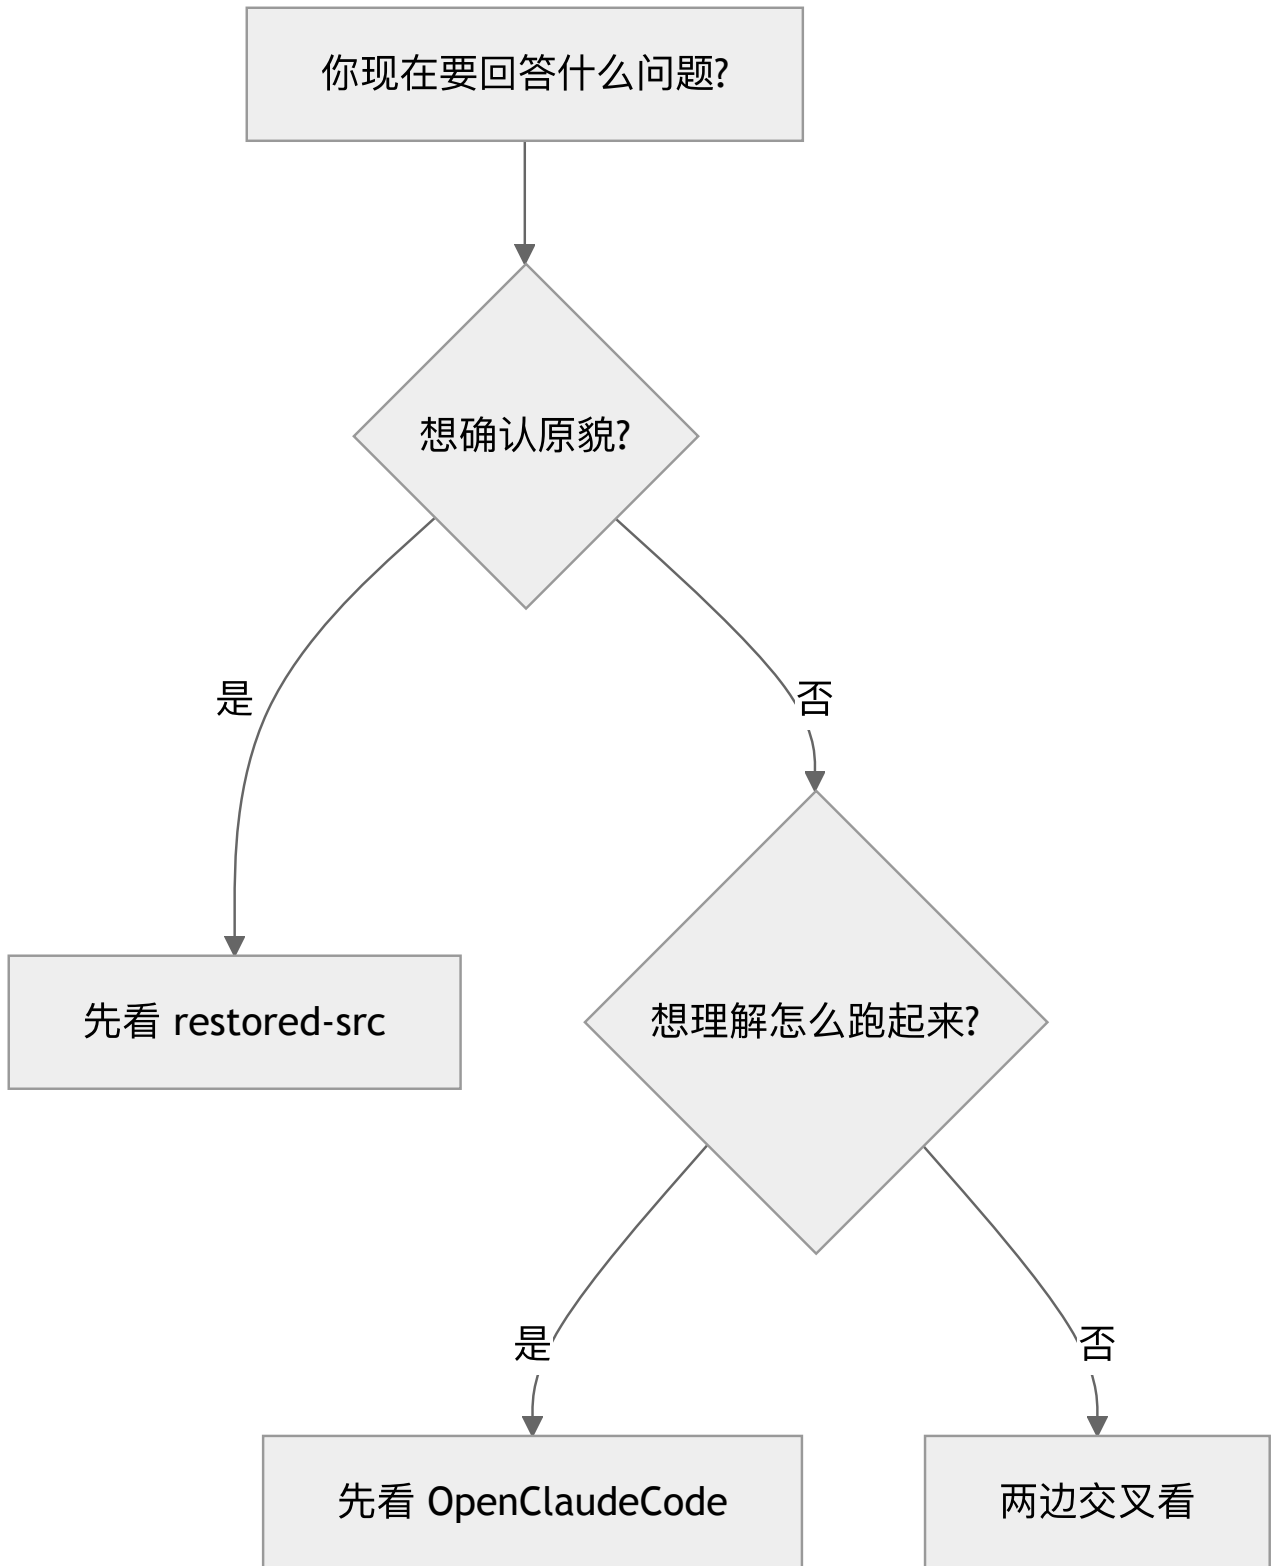 你现在要回答什么问题?
想确认原貌?
是
否
先看 restored-src
想理解怎么跑起来?
是
否
先看 OpenClaudeCode
两边交叉看